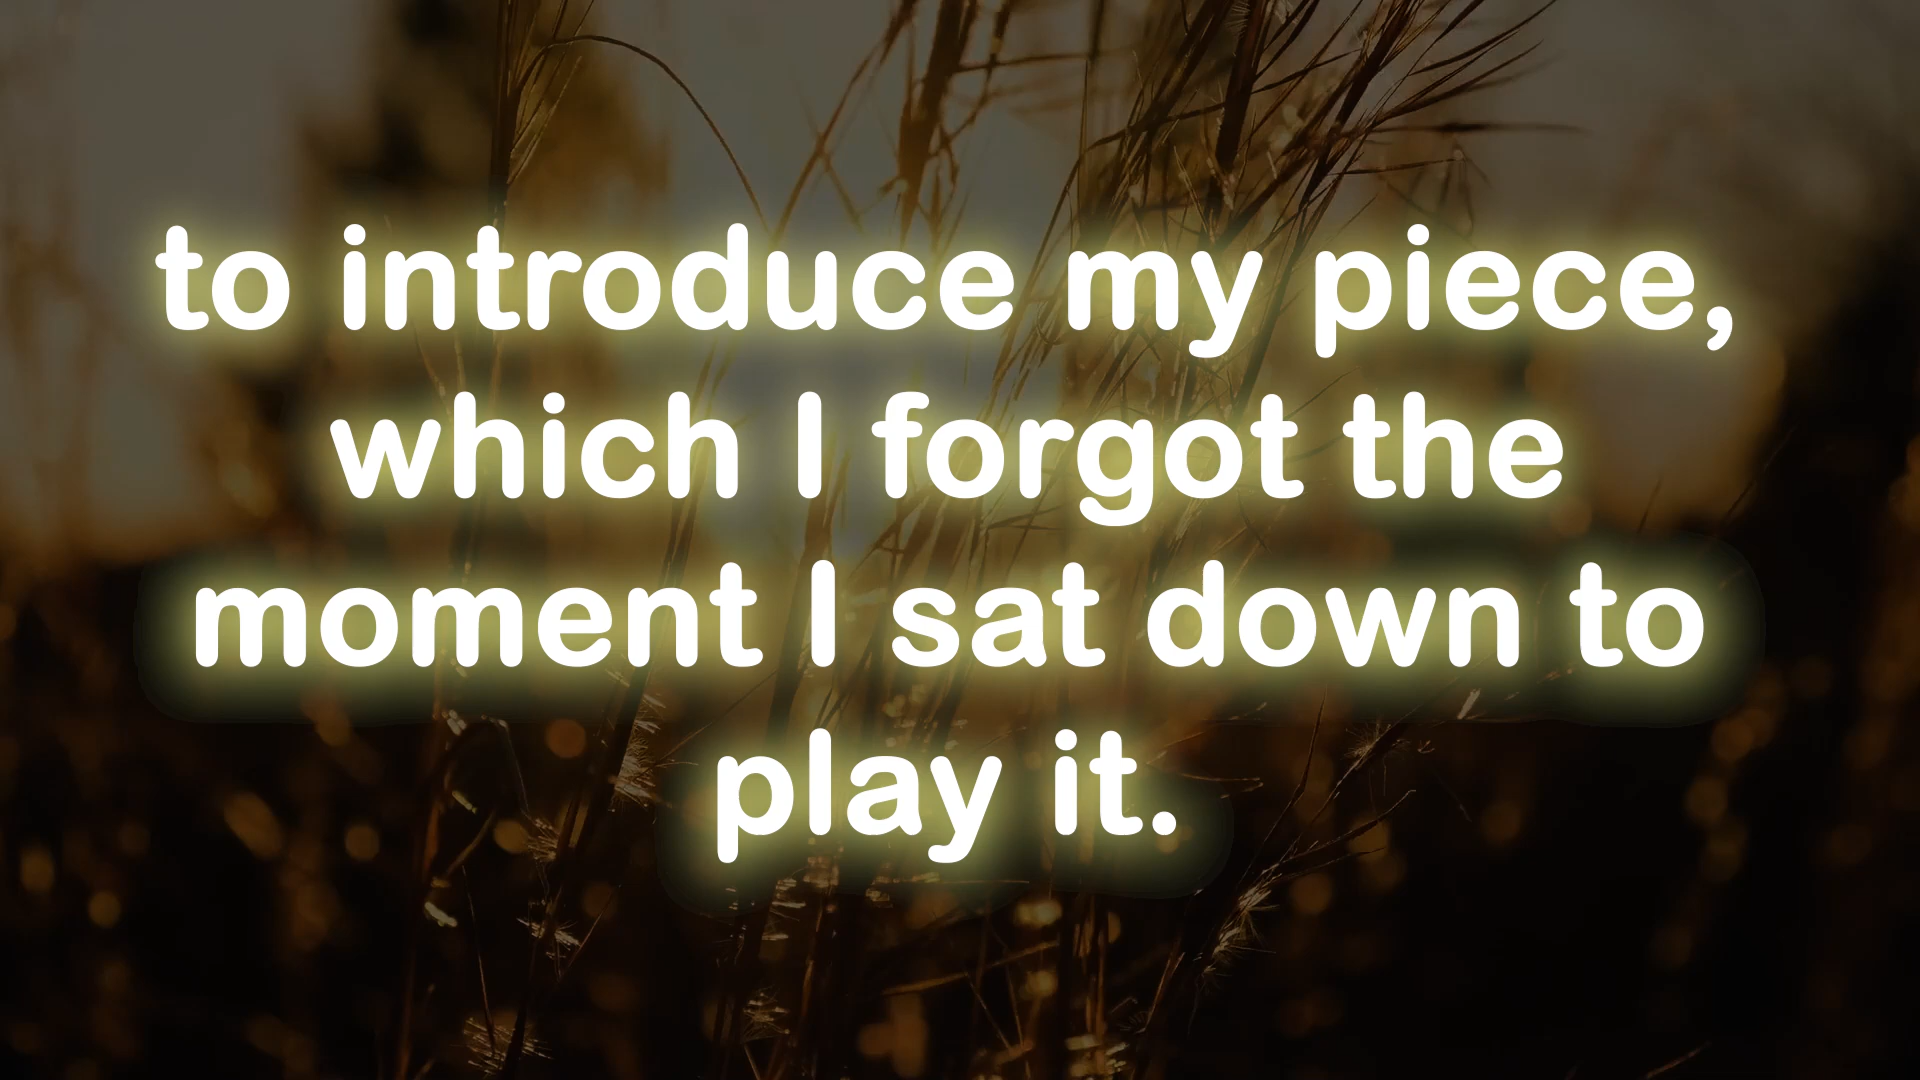 to introduce my piece,
which I forgot the
moment I sat down to
play it.